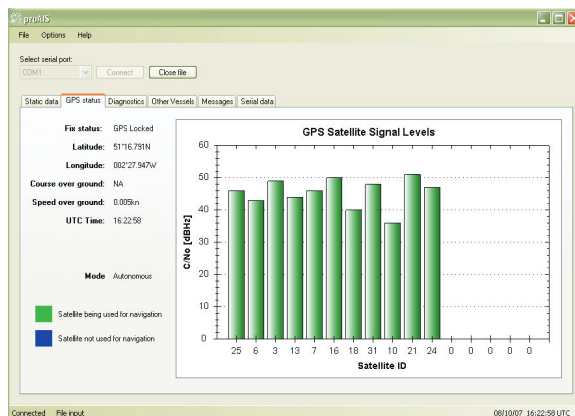 proAIS
File Options Help
Select serial port:
COM1 Connect Close file
Static data GPS status Diagnostics Other Vessels Messages Serial data
Fix status: GPS Locked
Latitude: 51°16.791N
Longitude: 002°27.947W
Course over ground: NA
Speed over ground: 0.005kn
UTC Time: 16:22:58
Mode Autonomous
Satellite being used for navigation
Satellite not used for navigation
GPS Satellite Signal Levels
C/No [dBHz]
60
50
40
30
20
10
0
25 6 3 13 7 16 18 31 10 21 24 0 0 0 0 0
Satellite ID
Connected File input 08/10/07 16:22:58 UTC